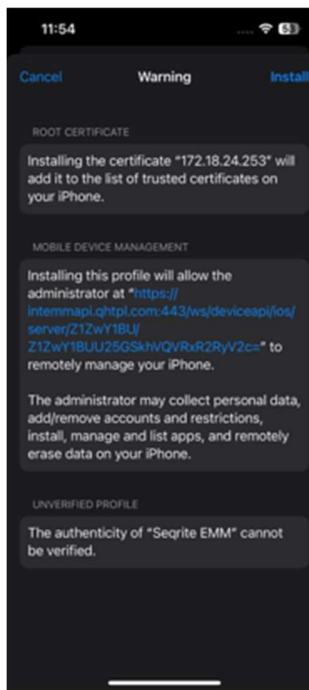 11:54
53
Cancel
Warning
Install
ROOT CERTIFICATE
Installing the certificate "172.18.24.253" will
add it to the list of trusted certificates on
your iPhone.
MOBILE DEVICE MANAGEMENT
Installing this profile will allow the
administrator at "https://
intemmapi.qhtpl.com:443/ws/deviceapi/ios/
server/Z1ZwY1BU/
Z1ZwY1BUU25GSkhVQVRxR2RyV2c=" to
remotely manage your iPhone.
The administrator may collect personal data,
add/remove accounts and restrictions,
install, manage and list apps, and remotely
erase data on your iPhone.
UNVERIFIED PROFILE
The authenticity of "Seqrite EMM" cannot
be verified.